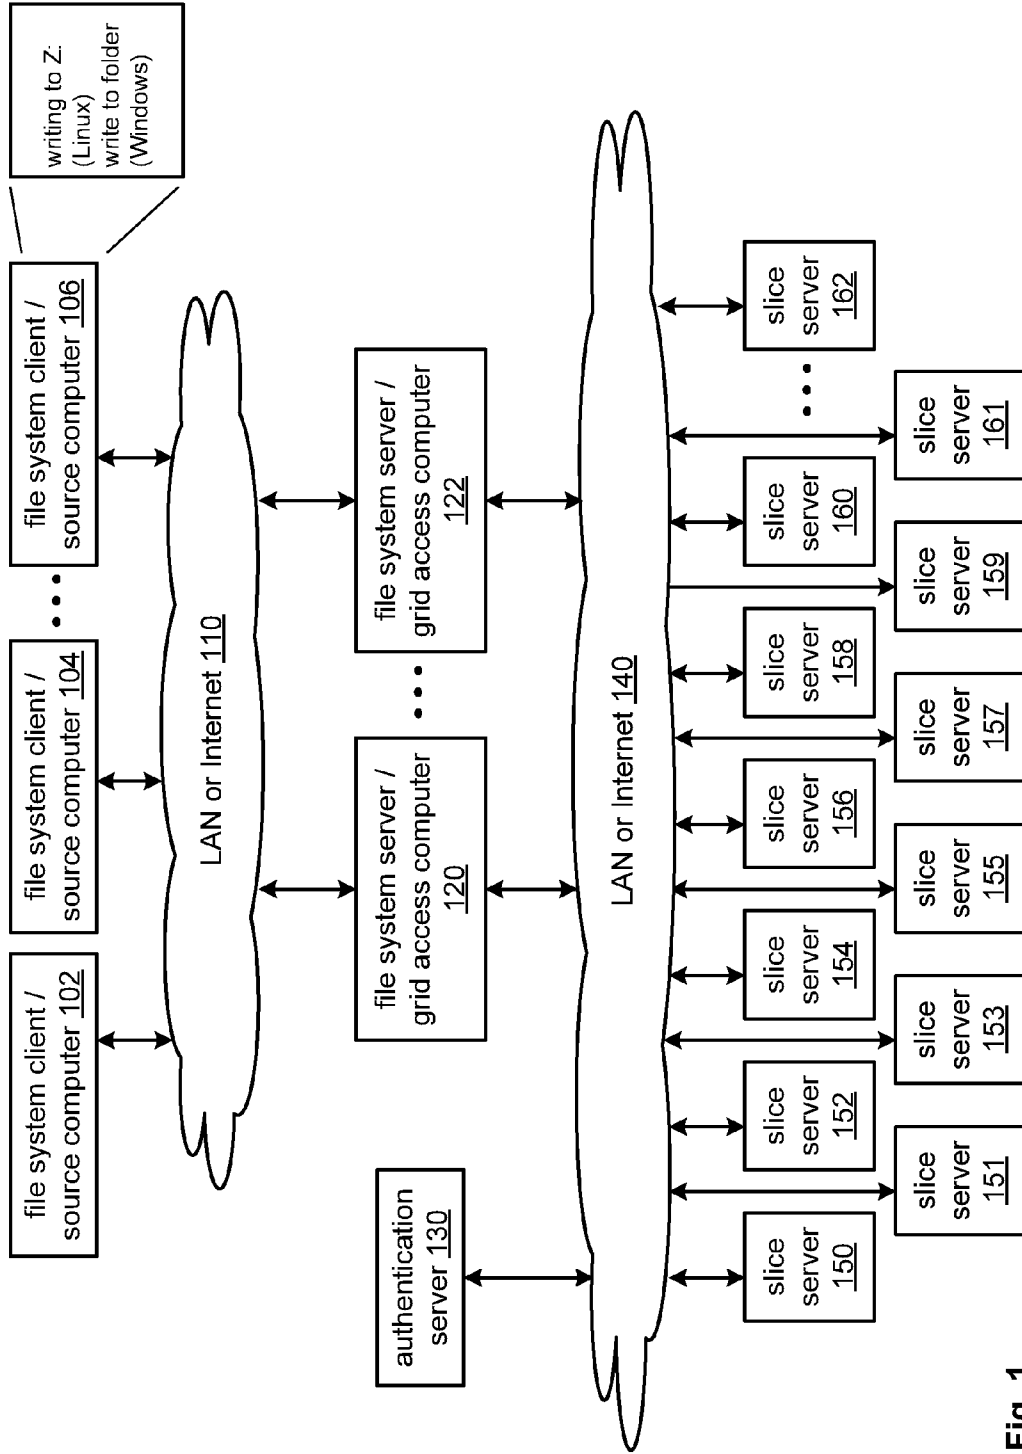 writing to Z:
(Linux)
write to folder
(Windows)
file system client /
source computer 102
file system client /
source computer 104
file system client /
source computer 106
LAN or Internet 110
authentication
server 130
file system server /
grid access computer
120
file system server /
grid access computer
122
LAN or Internet 140
slice
server
150
slice
server
152
slice
server
154
slice
server
156
slice
server
158
slice
server
160
slice
server
162
slice
server
151
slice
server
153
slice
server
155
slice
server
157
slice
server
159
slice
server
161
Fig. 1